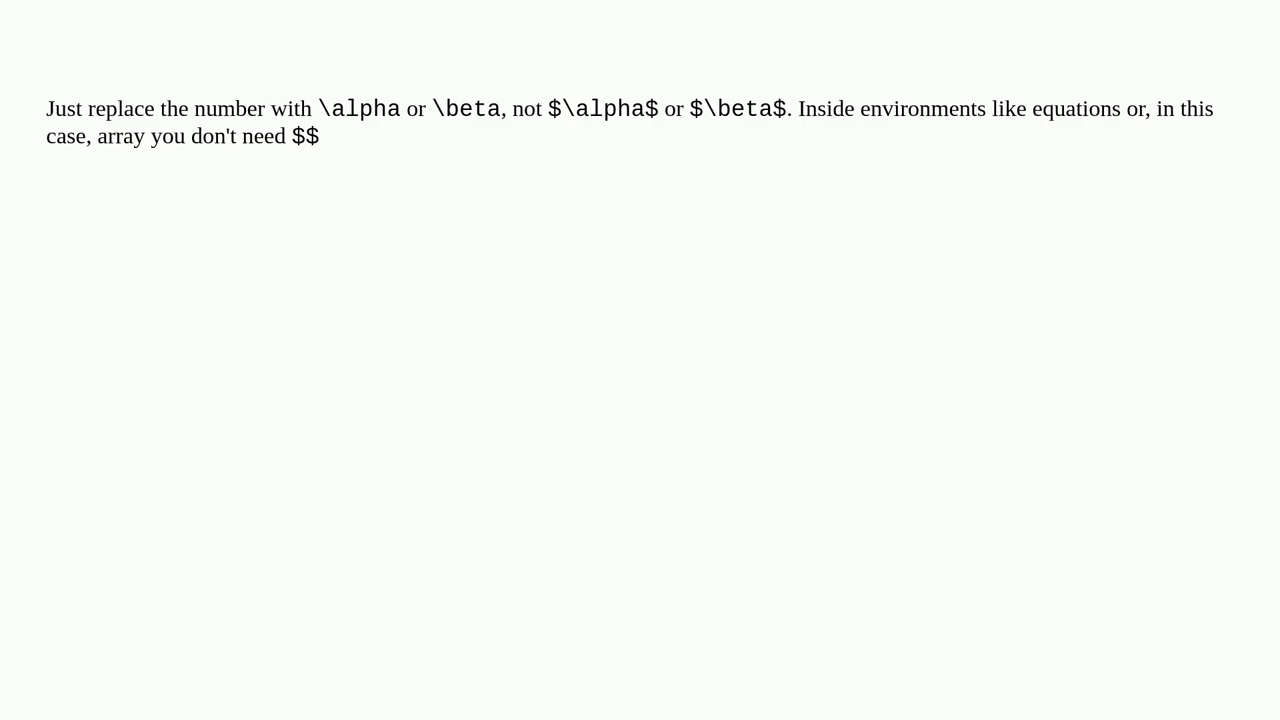 Just replace the number with \alpha or \beta, not $\alpha$ or $\beta$. Inside environments like equations or, in this
case, array you don't need $$